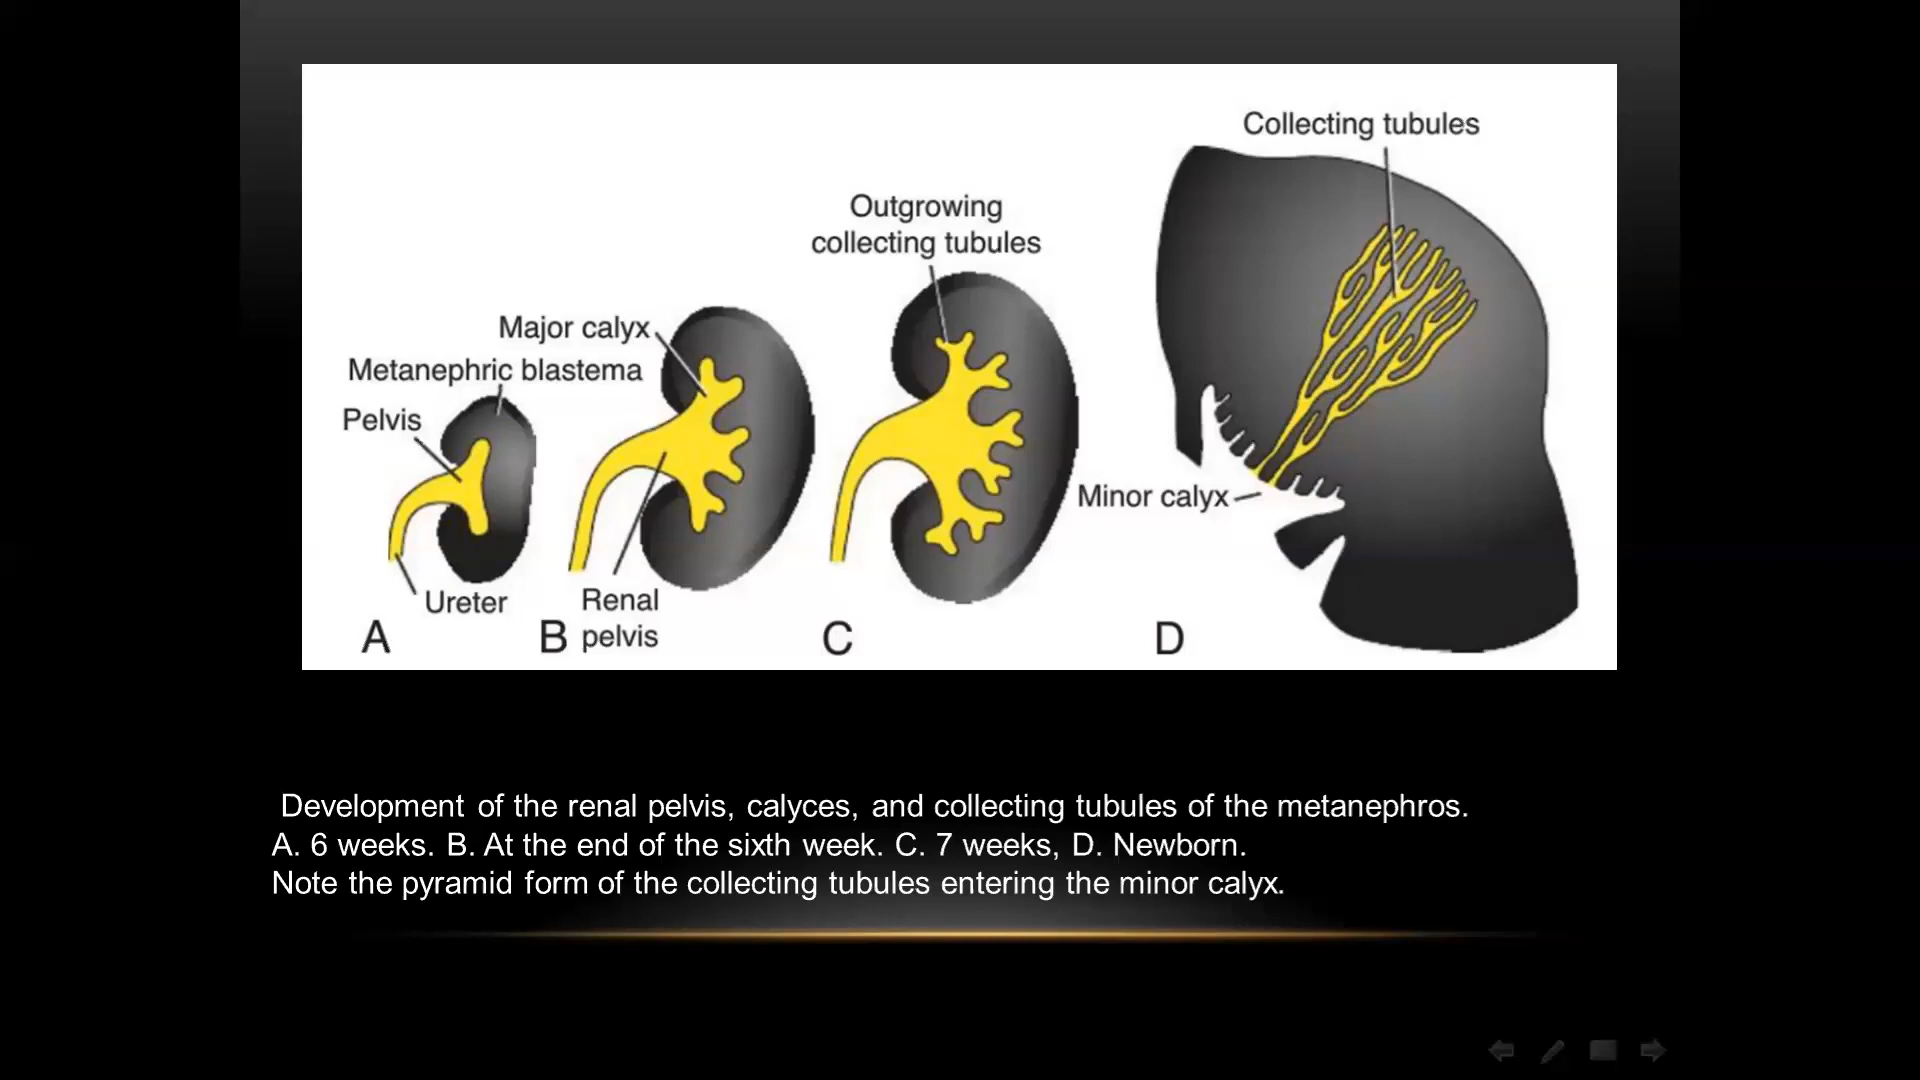 Collecting tubules
Outgrowing
collecting tubules
Major calyx
Metanephric blastema
Pelvis
Minor calyx
Ureter
Renal
pelvis
A
B
C
D
Development of the renal pelvis, calyces, and collecting tubules of the metanephros.
A. 6 weeks. B. At the end of the sixth week. C. 7 weeks, D. Newborn.
Note the pyramid form of the collecting tubules entering the minor calyx.